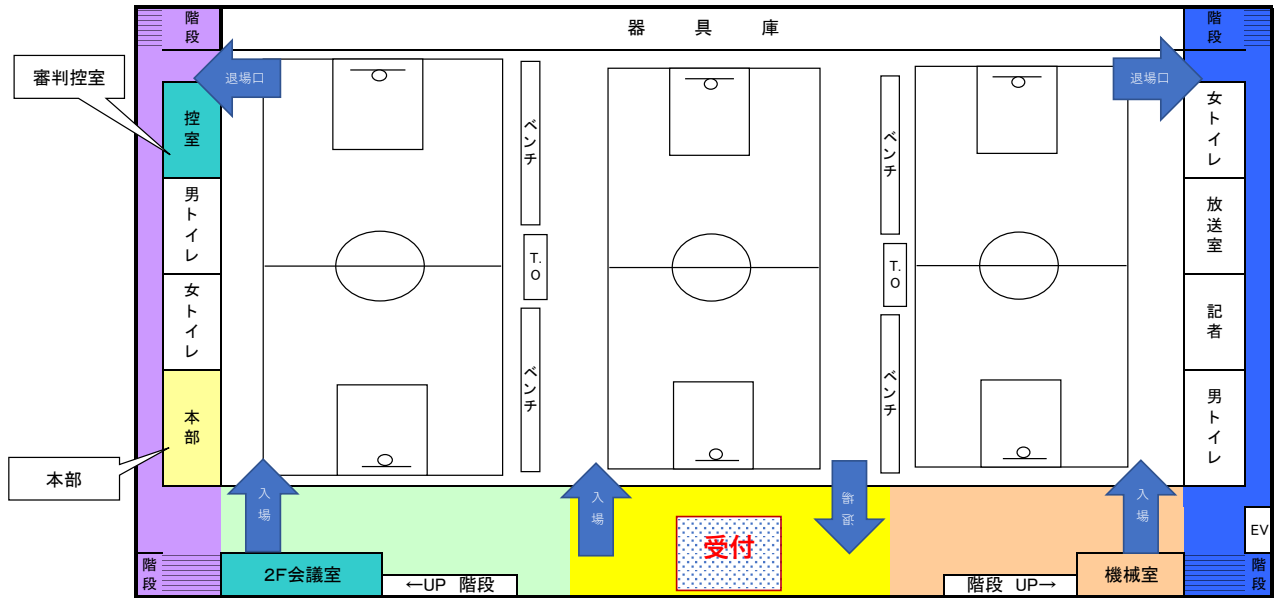 階段
器具庫
階段
審判控室
退場口
退場口
控室
男トイレ
女トイレ
本部
本部
ベンチ
T.O
ベンチ
ベンチ
T.O
ベンチ
女トイレ
放送室
記者
男トイレ
入場
入場
退場
入場
受付
EV
階段
2F会議室
←UP 階段
階段 UP→
機械室
階段